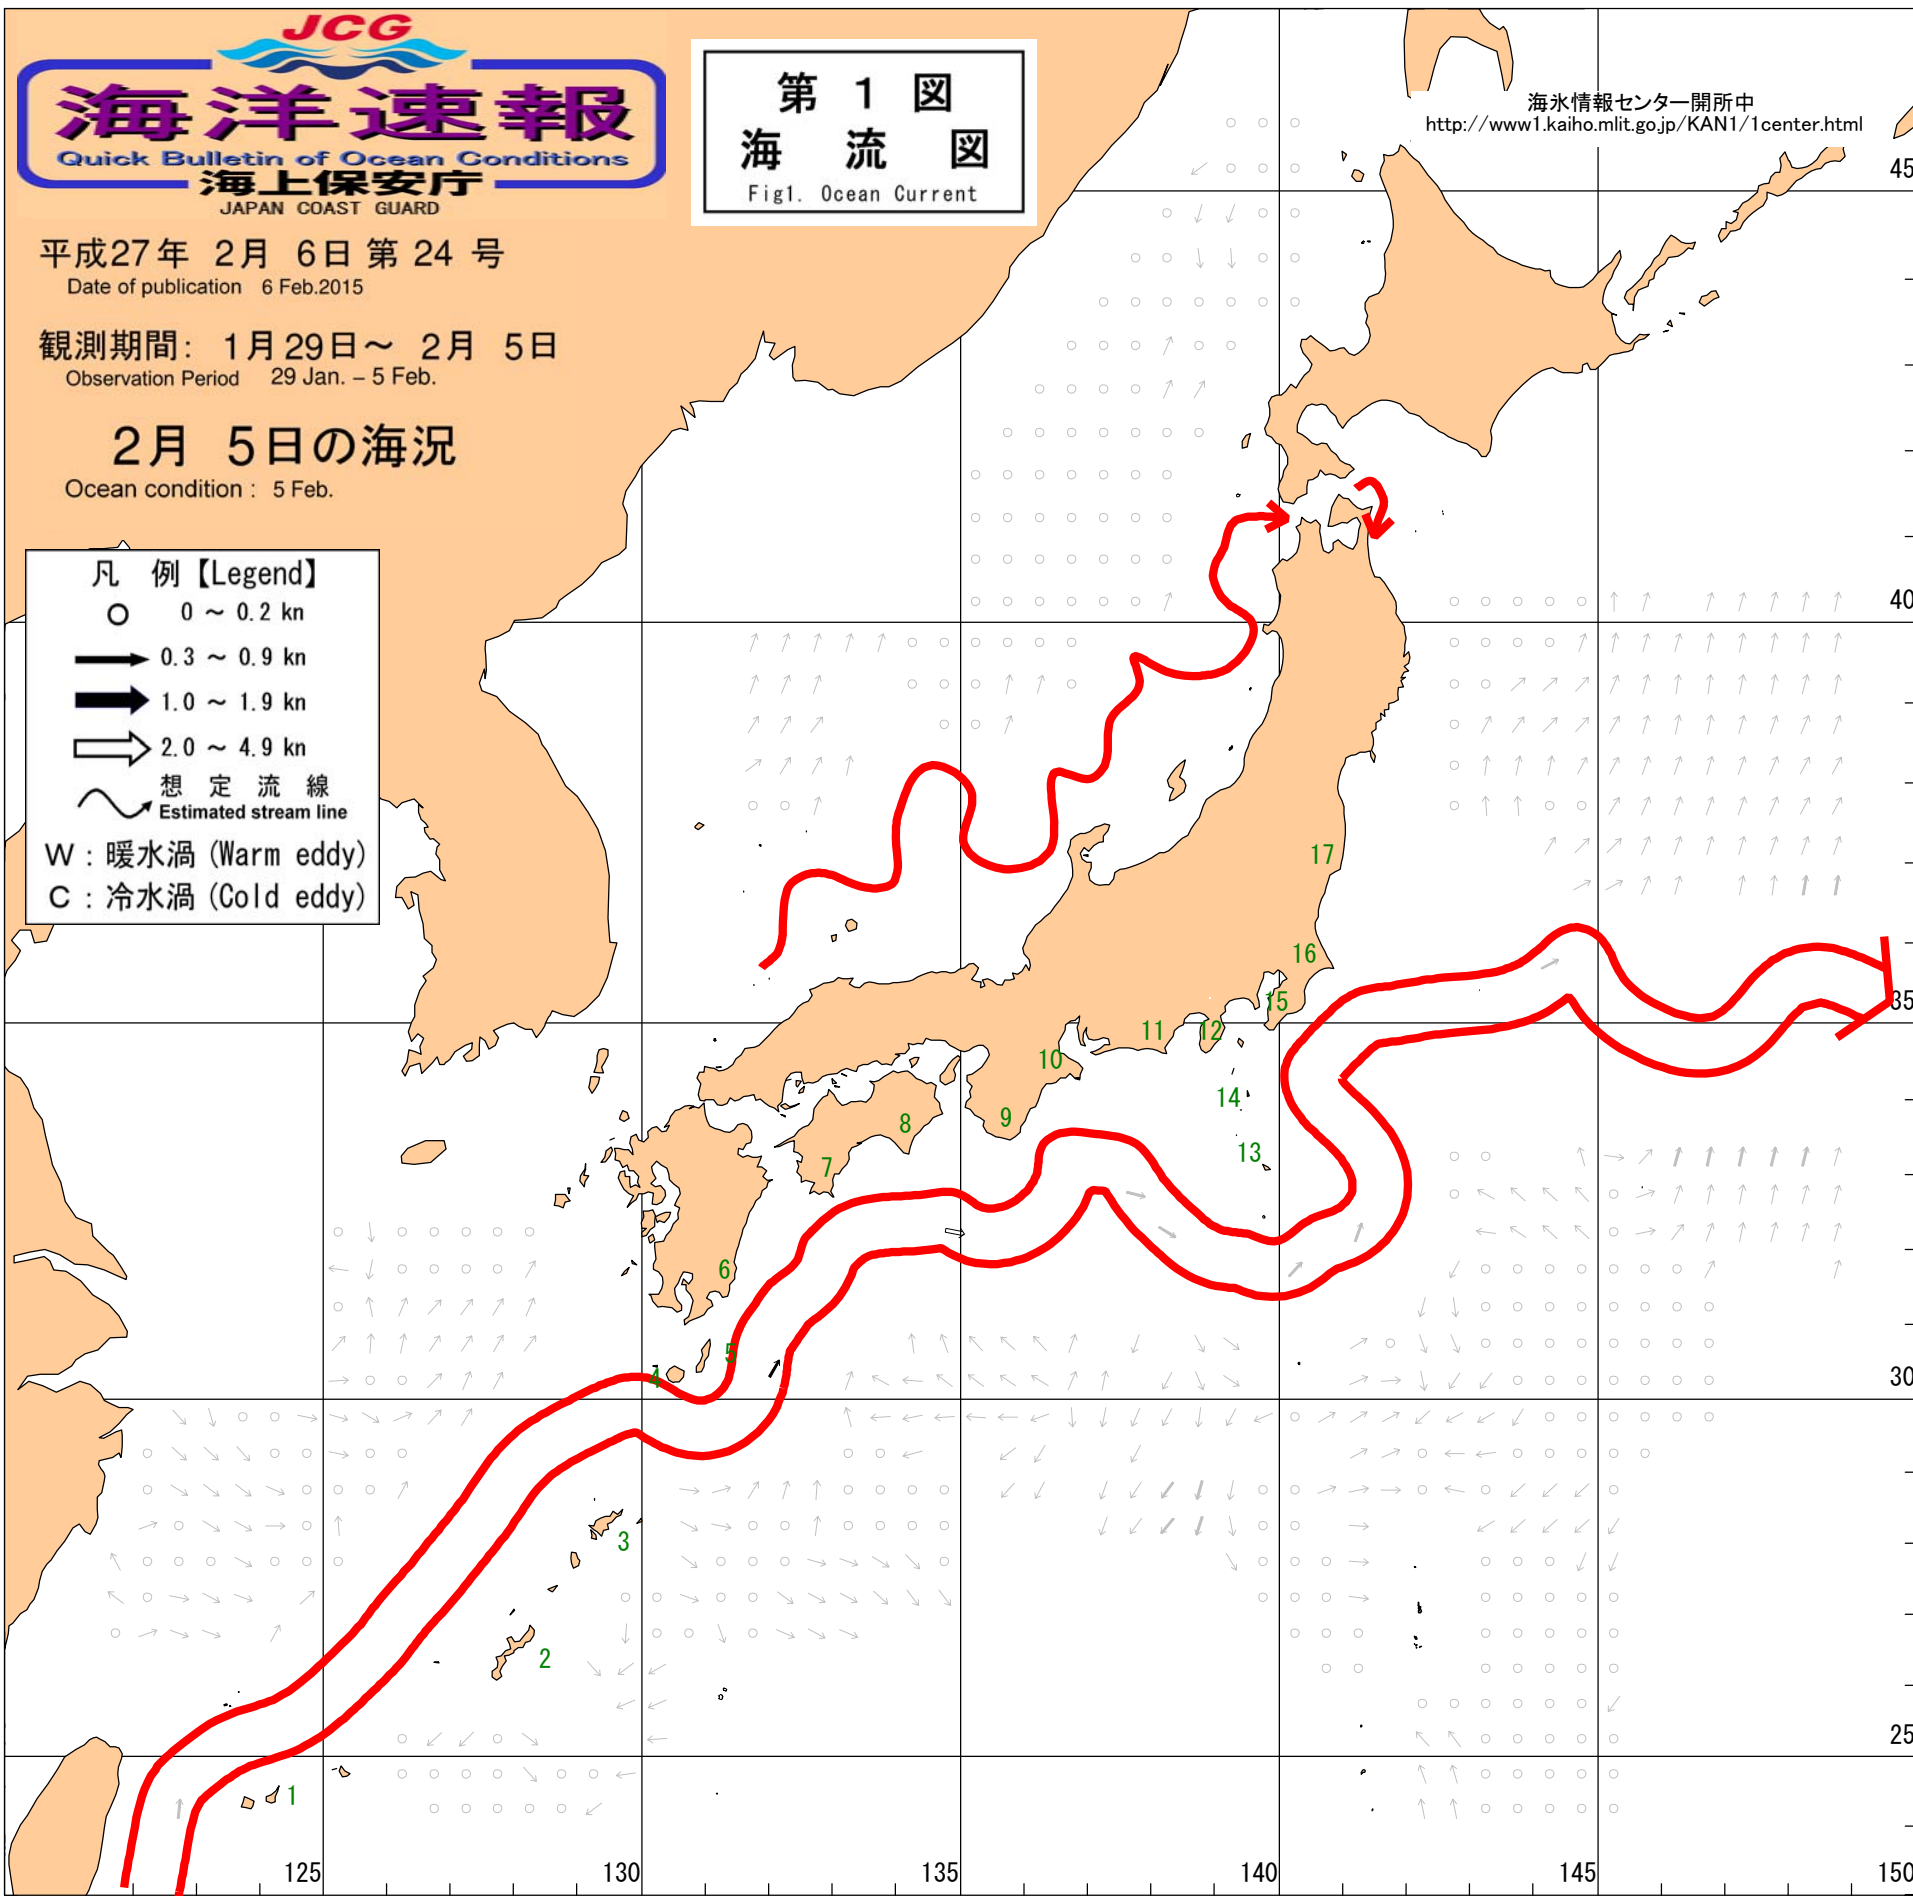 JCG
海洋速報
Quick Bulletin of Ocean Conditions
海上保安庁
JAPAN COAST GUARD
第 1 図
海 流 図
Fig1. Ocean Current
海氷情報センター開所中
http://www1.kaiho.mlit.go.jp/KAN1/1center.html
平成27年 2月 6日 第 24 号
Date of publication 6 Feb.2015
観測期間: 1月29日～ 2月 5日
Observation Period 29 Jan. – 5 Feb.
2月 5日の海況
Ocean condition : 5 Feb.
凡 例【Legend】
0 ～ 0.2 kn
0.3 ～ 0.9 kn
1.0 ～ 1.9 kn
2.0 ～ 4.9 kn
想 定 流 線
Estimated stream line
W : 暖水渦 (Warm eddy)
C : 冷水渦 (Cold eddy)
45
40
35
30
25
17
16
15
12
11
10
14
13
9
8
7
6
5
4
3
2
1
125
130
135
140
145
150